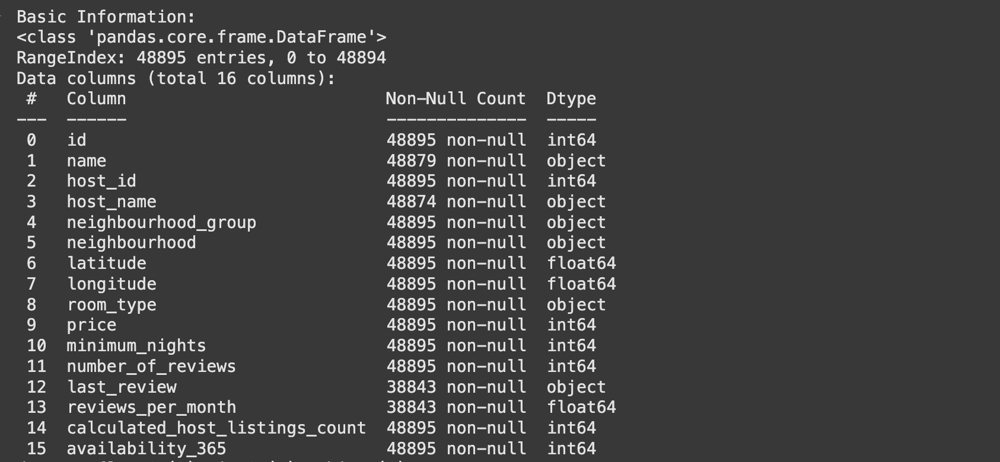 Basic Information:
<class 'pandas.core.frame.DataFrame'>
RangeIndex: 48895 entries, 0 to 48894
Data columns (total 16 columns):
 #   Column                          Non-Null Count  Dtype
---  ------                          --------------  -----
 0   id                              48895 non-null  int64
 1   name                            48879 non-null  object
 2   host_id                         48895 non-null  int64
 3   host_name                       48874 non-null  object
 4   neighbourhood_group             48895 non-null  object
 5   neighbourhood                   48895 non-null  object
 6   latitude                        48895 non-null  float64
 7   longitude                       48895 non-null  float64
 8   room_type                       48895 non-null  object
 9   price                           48895 non-null  int64
 10  minimum_nights                  48895 non-null  int64
 11  number_of_reviews               48895 non-null  int64
 12  last_review                     38843 non-null  object
 13  reviews_per_month               38843 non-null  float64
 14  calculated_host_listings_count  48895 non-null  int64
 15  availability_365                48895 non-null  int64